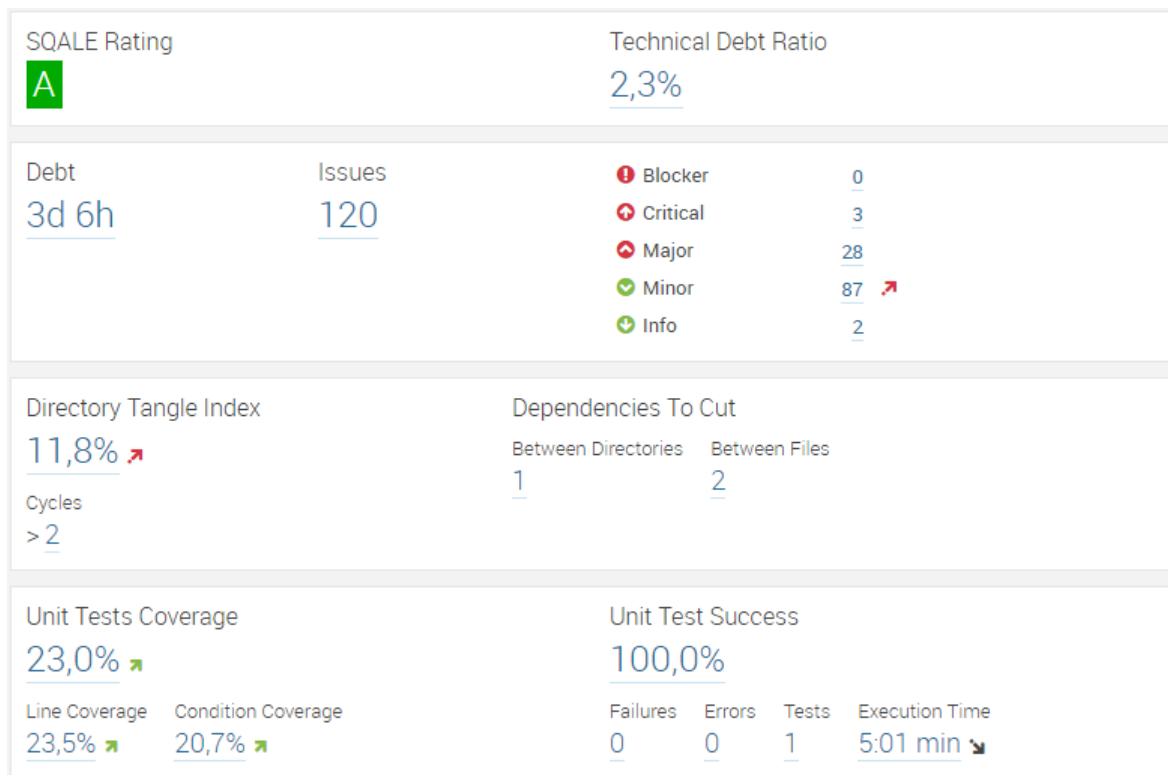 SQALE Rating
A
Technical Debt Ratio
2,3%
Debt
3d 6h
Issues
120
Blocker 0
Critical 3
Major 28
Minor 87
Info 2
Directory Tangle Index
11,8%
Cycles
> 2
Dependencies To Cut
Between Directories Between Files
1 2
Unit Tests Coverage
23,0%
Line Coverage Condition Coverage
23,5% 20,7%
Unit Test Success
100,0%
Failures Errors Tests Execution Time
0 0 1 5:01 min